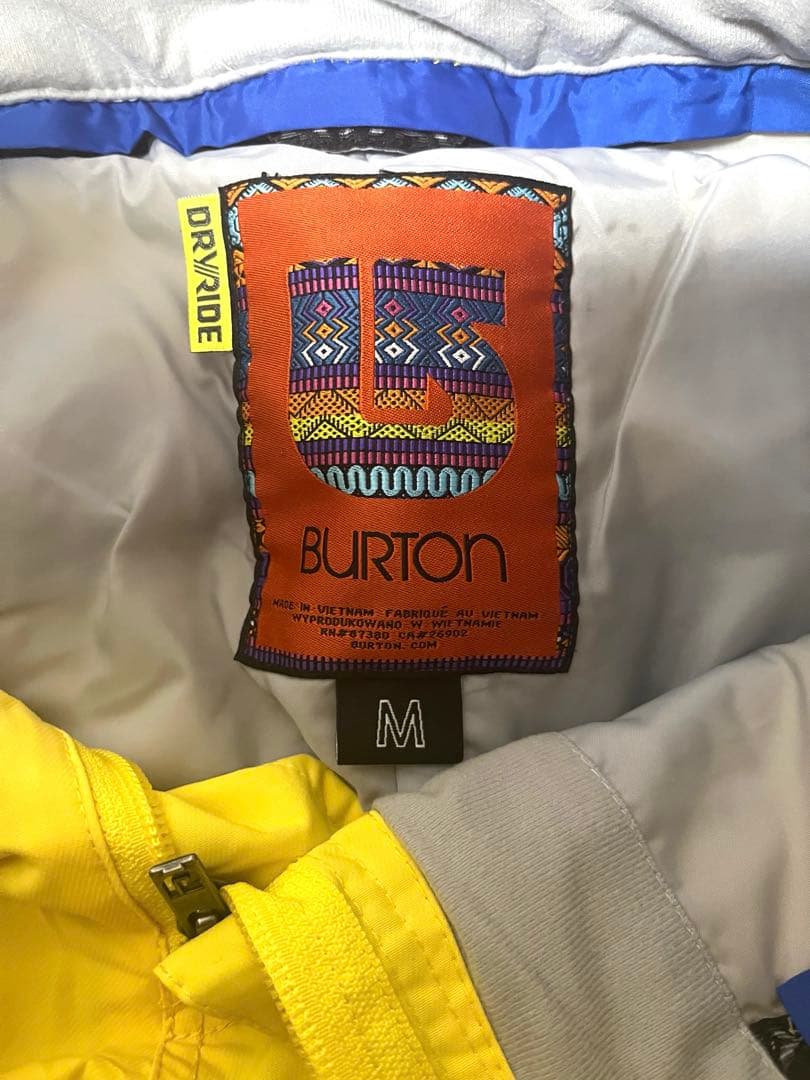 DRY//RIDE
BURTON
MADE IN VIETNAM FABRIQUÉ AU VIETNAM
WYPRODUKOWANO W WIETNAMIE
RN#87380 CA#26902
BURTON.COM
M